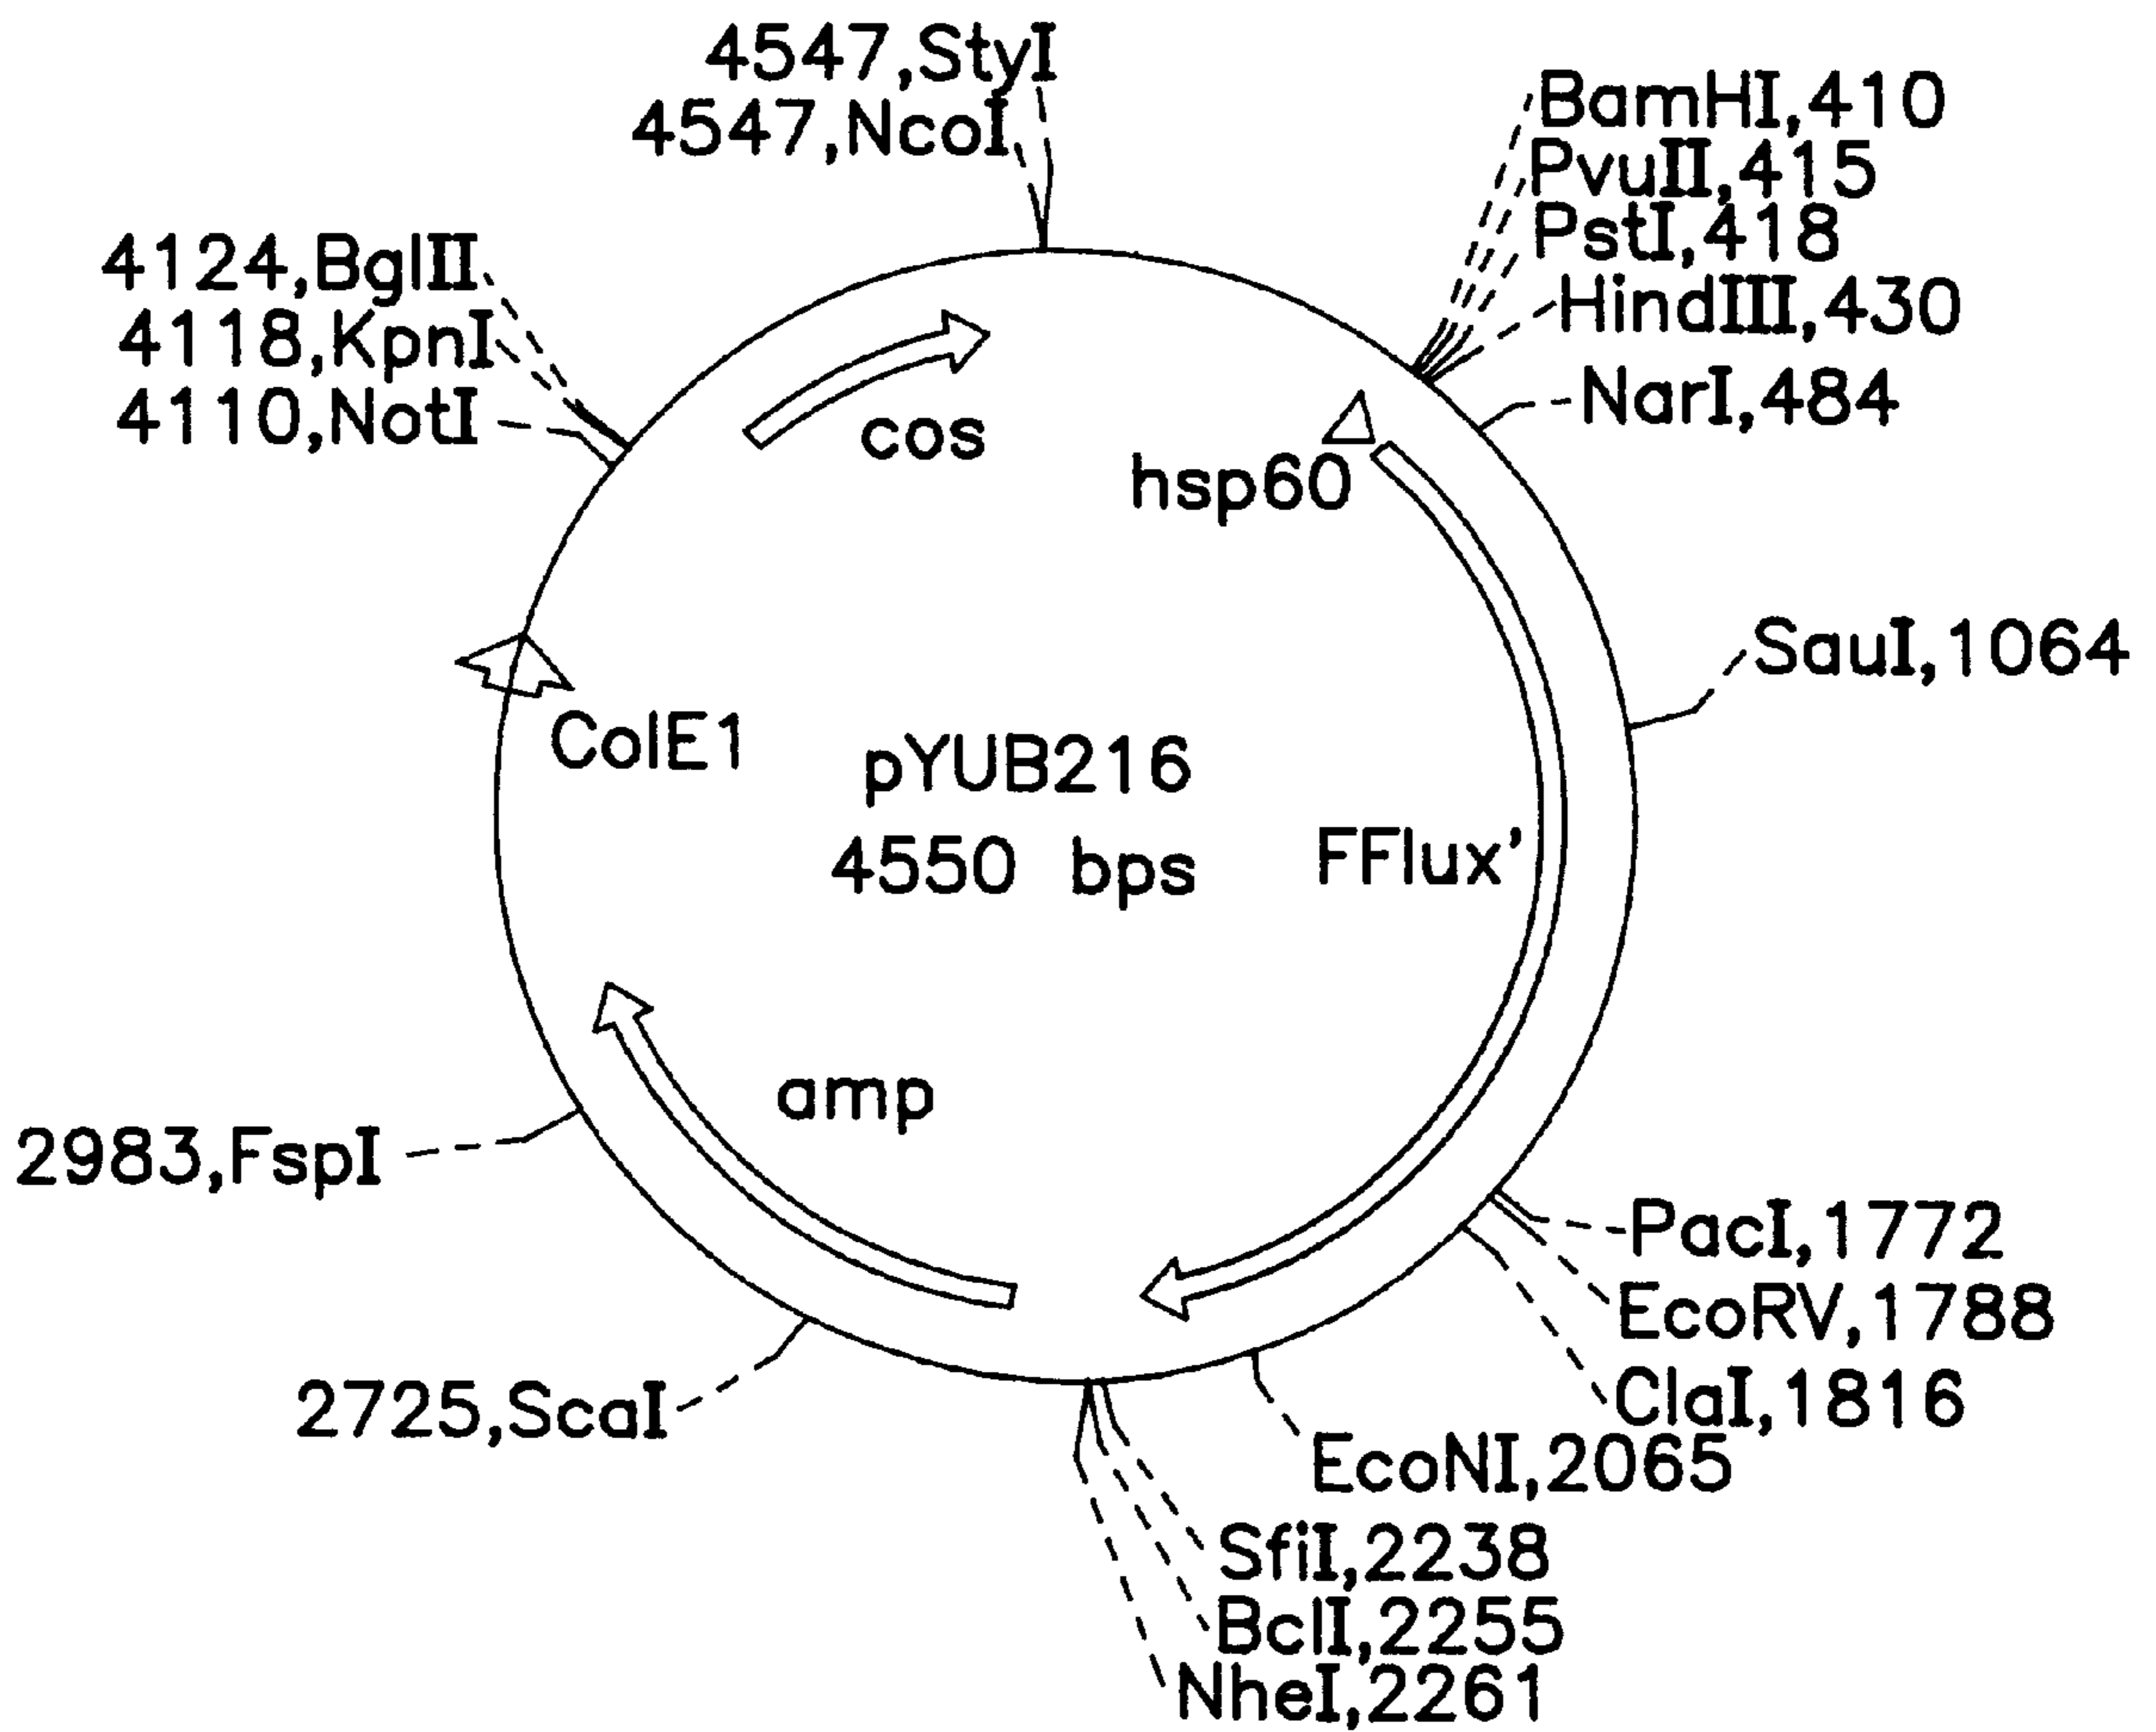 4547,StyI
4547,NcoI
BamHI,410
PvuII,415
PstI,418
HindIII,430
NarI,484
4124,BglII
4118,KpnI
4110,NotI
cos
hsp60
SauI,1064
ColE1
pYUB216
4550 bps
FFlux'
amp
2983,FspI
2725,ScaI
PacI,1772
EcoRV,1788
ClaI,1816
EcoNI,2065
SfiI,2238
BclI,2255
NheI,2261